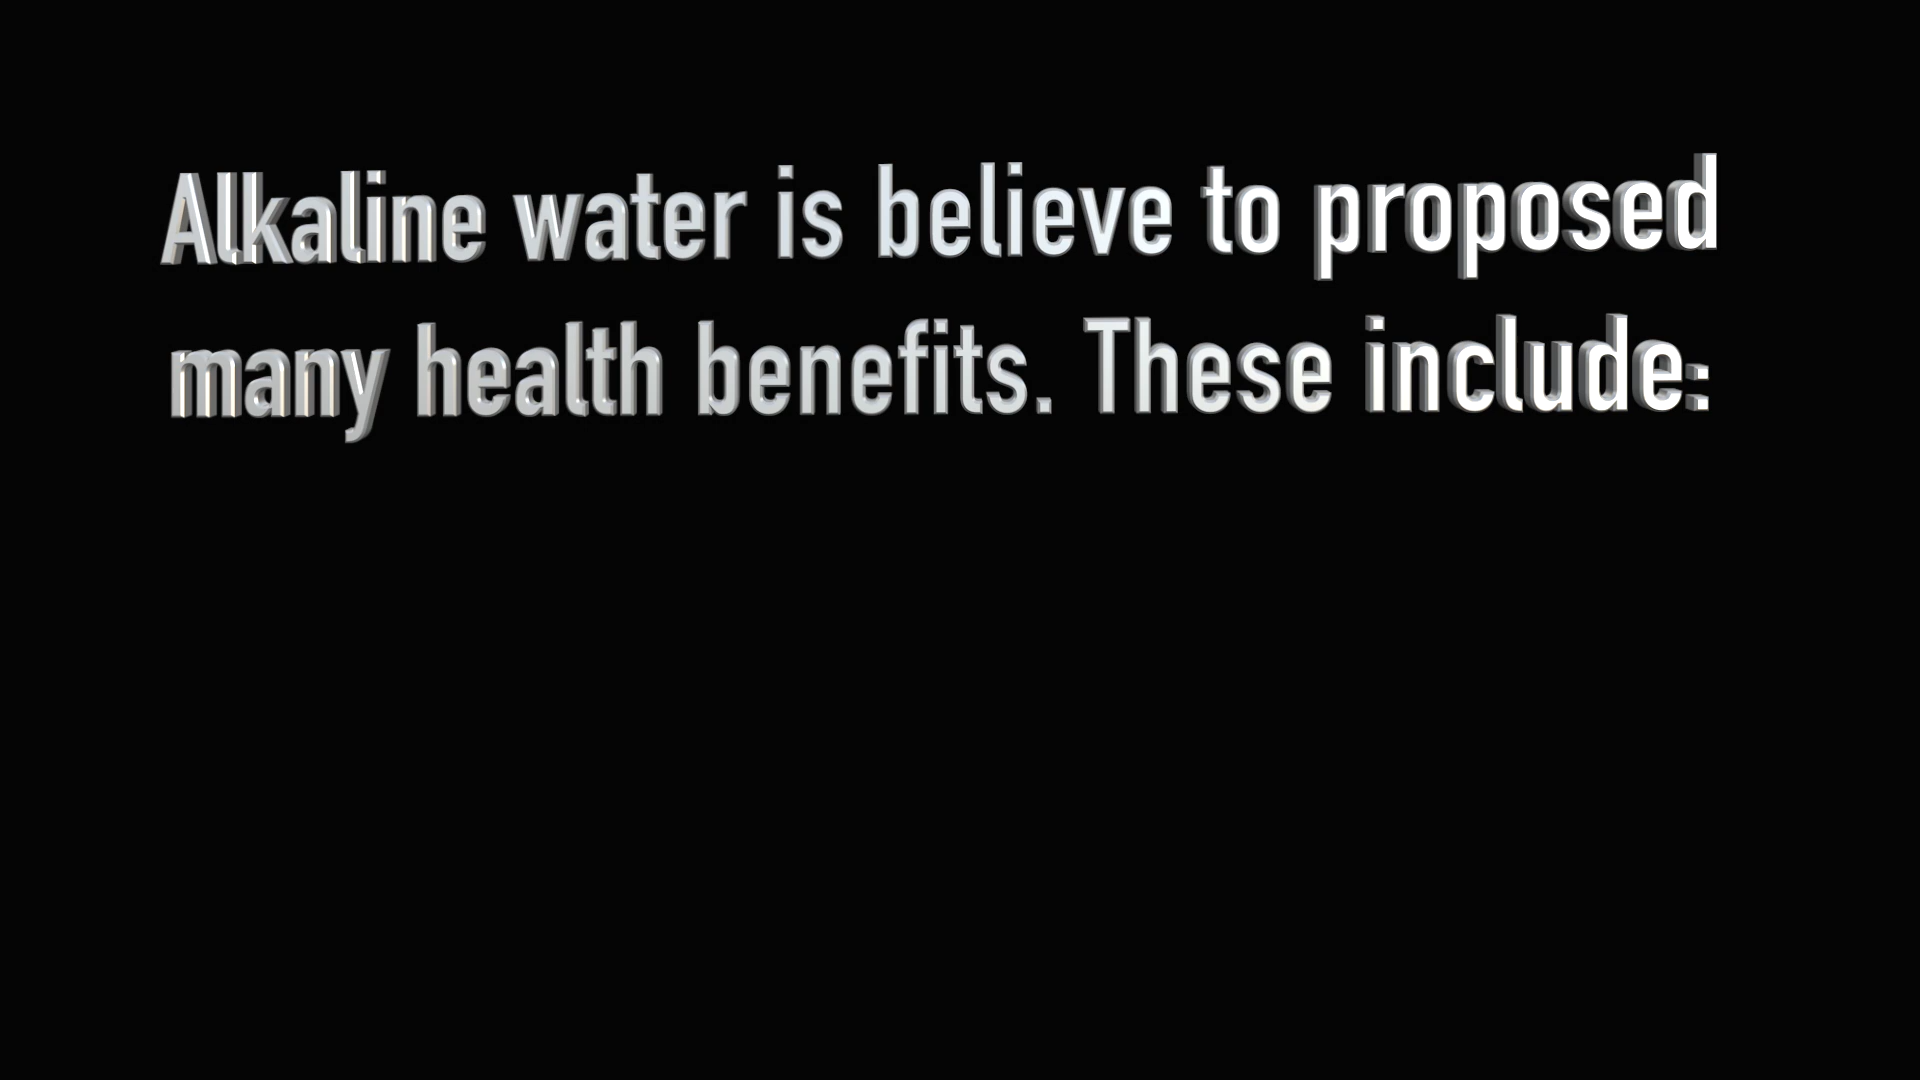 Alkaline water is believe to proposed
many health benefits. These include: